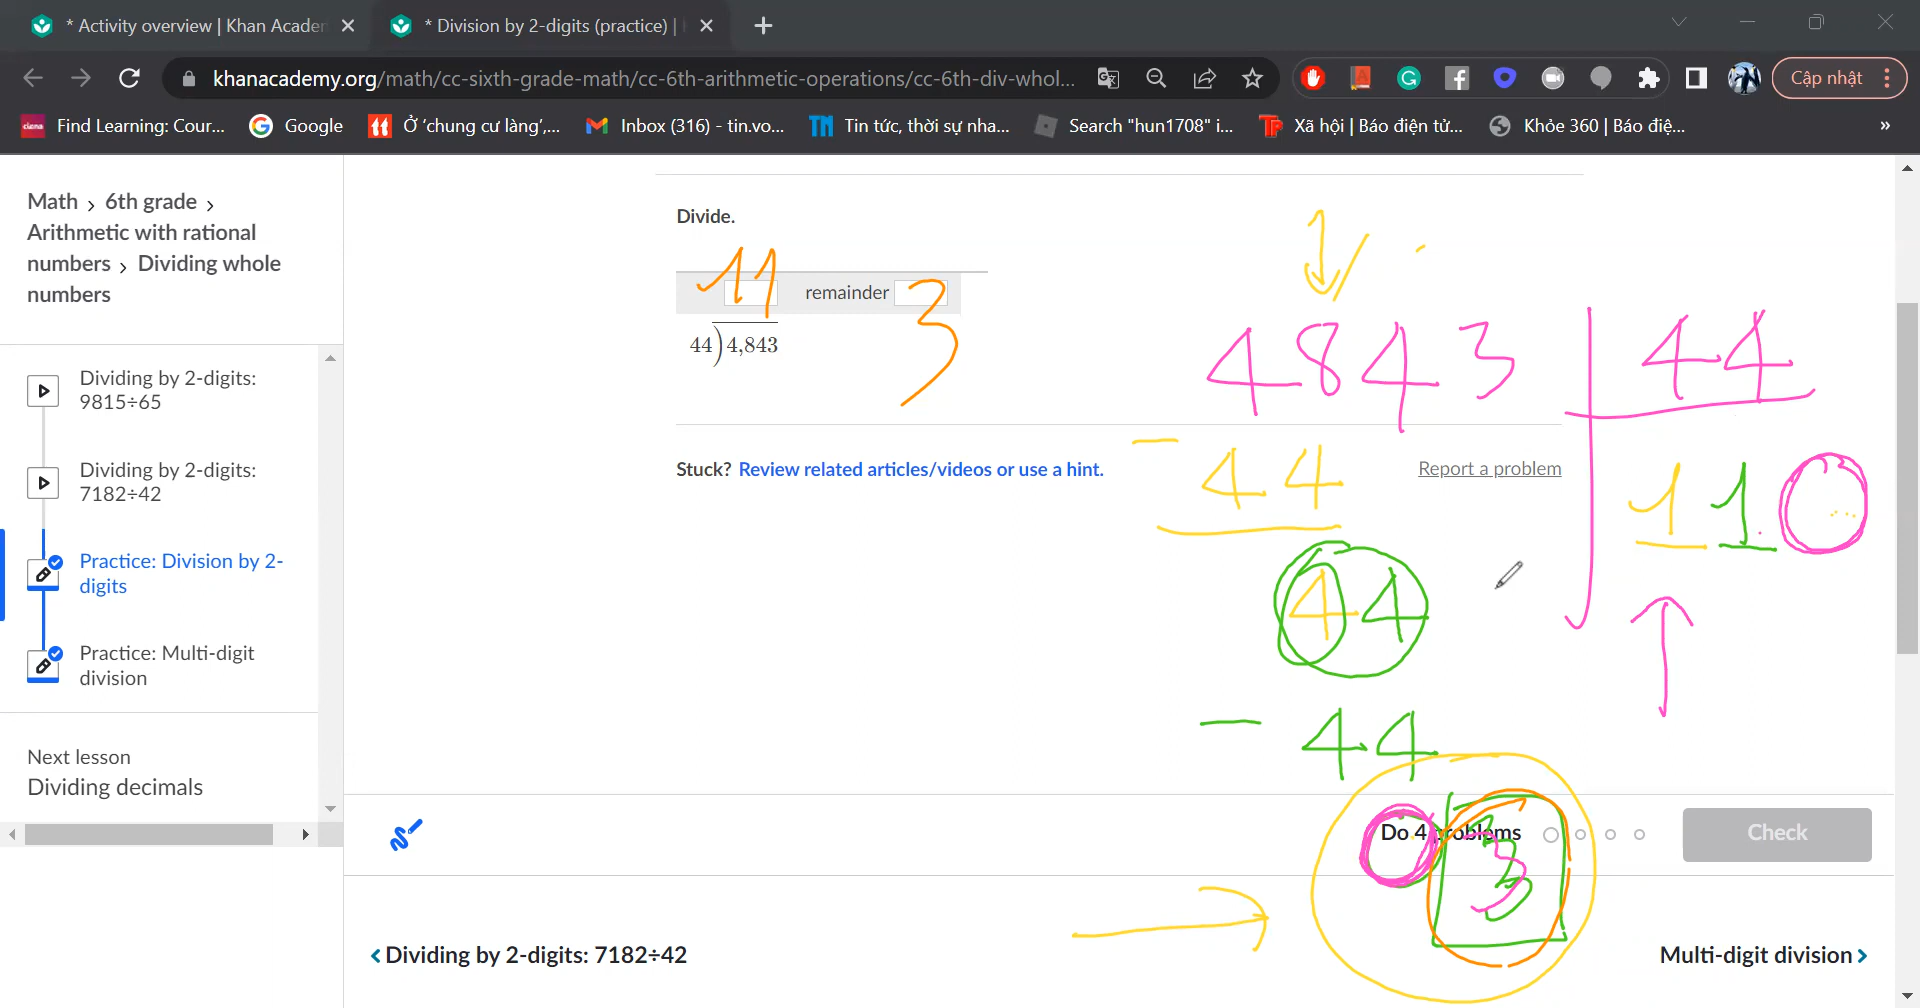 * Activity overview | Khan Acader
* Division by 2-digits (practice) |
khanacademy.org/math/cc-sixth-grade-math/cc-6th-arithmetic-operations/cc-6th-div-whol...
Cập nhật
ciena Find Learning: Cour...
Google
Ở 'chung cư làng',...
Inbox (316) - tin.vo...
TN Tin tức, thời sự nha...
Search "hun1708" i...
TP Xã hội | Báo điện tử...
Khỏe 360 | Báo điệ...
»
Math > 6th grade >
Arithmetic with rational
numbers > Dividing whole
numbers
Dividing by 2-digits:
9815÷65
Dividing by 2-digits:
7182÷42
Practice: Division by 2-
digits
Practice: Multi-digit
division
Next lesson
Dividing decimals
Divide.
11 remainder 3
44)4,843
Stuck? Review related articles/videos or use a hint.
Report a problem
4843 44
- 44 110
44
- 44
03
Do 4 problems
Check
< Dividing by 2-digits: 7182÷42
Multi-digit division >